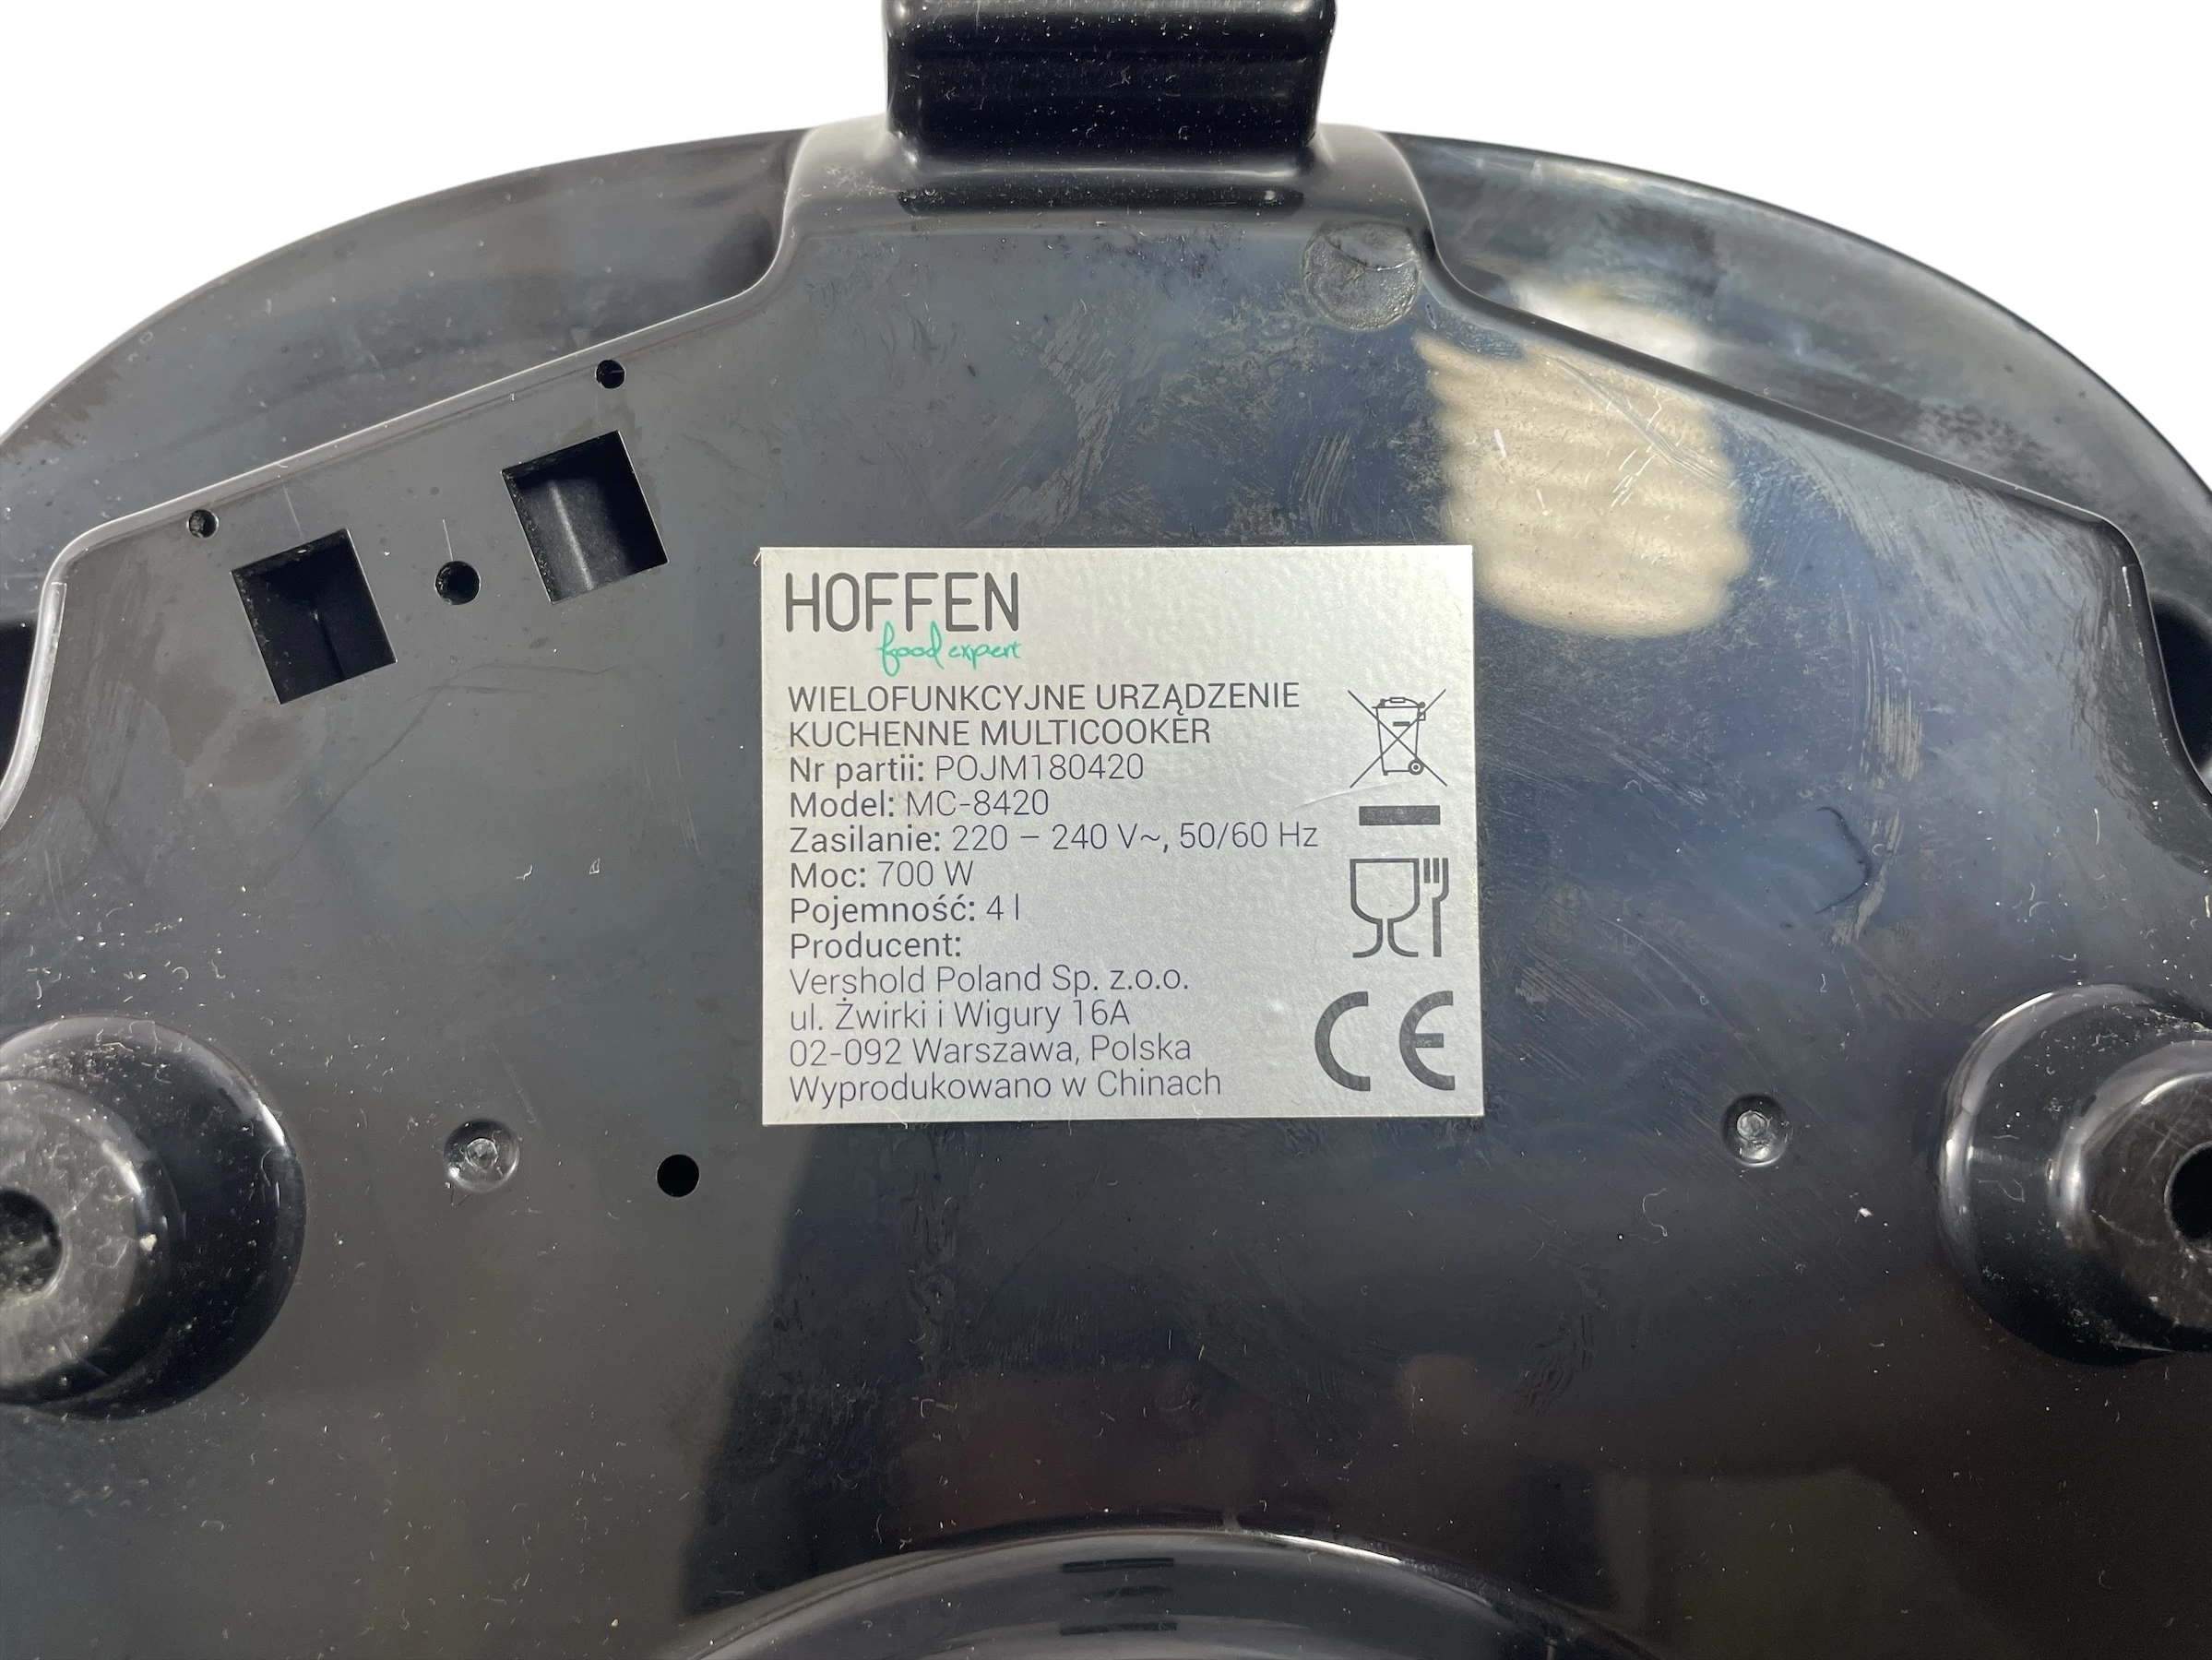 HOFFEN
food expert
WIELOFUNKCYJNE URZĄDZENIE
KUCHENNE MULTICOOKER
Nr partii: POJM180420
Model: MC-8420
Zasilanie: 220 – 240 V~, 50/60 Hz
Moc: 700 W
Pojemność: 4 l
Producent:
Vershold Poland Sp. z.o.o.
ul. Żwirki i Wigury 16A
02-092 Warszawa, Polska
Wyprodukowano w Chinach
CE